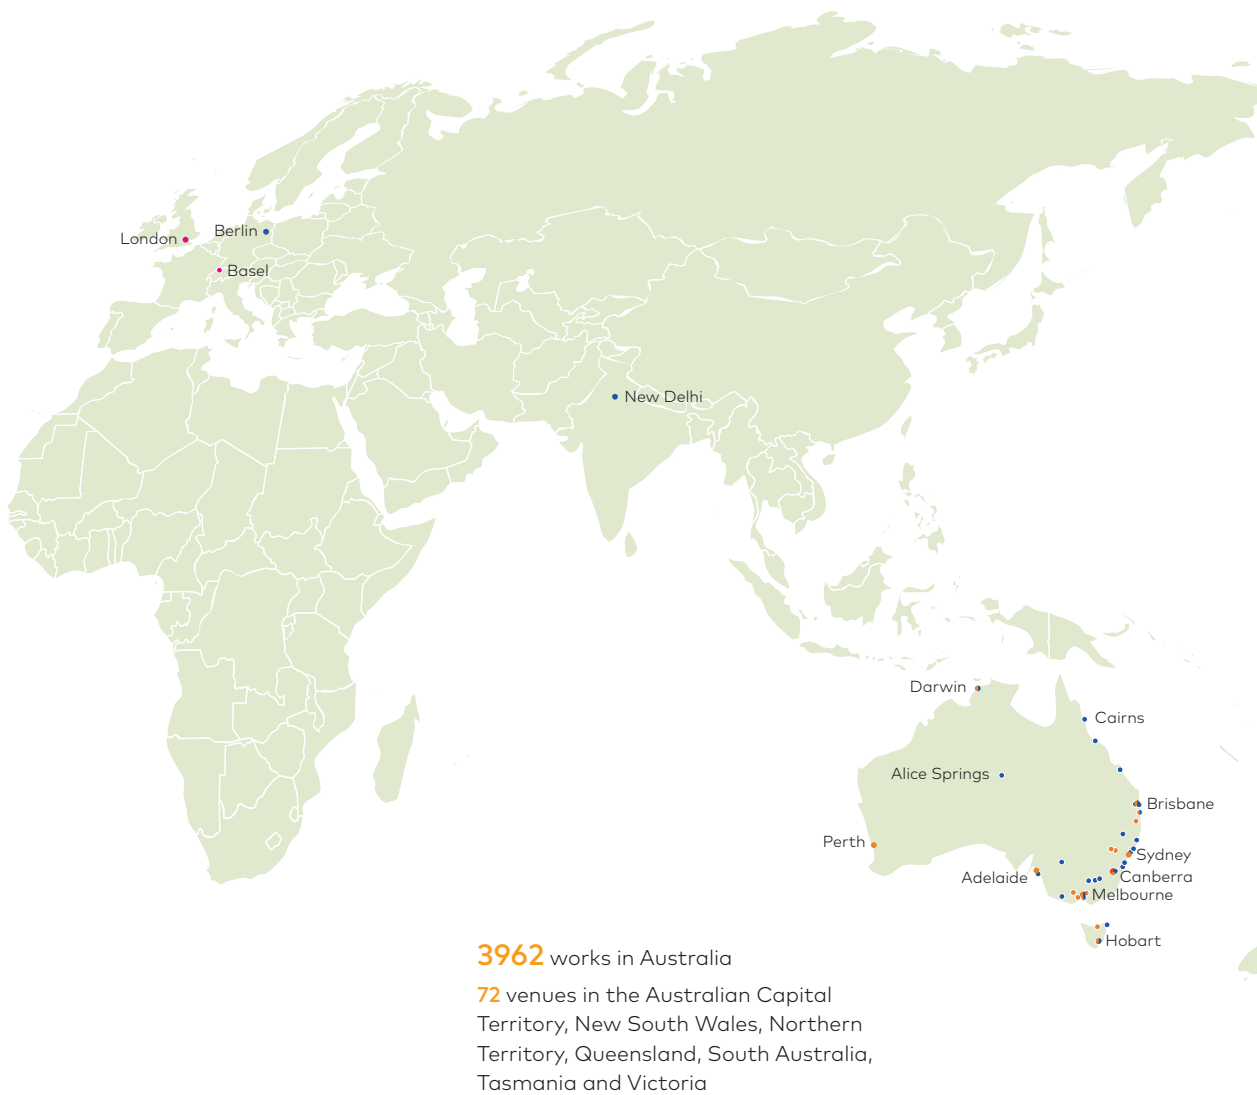 London
Berlin
Basel
New Delhi
Darwin
Cairns
Alice Springs
Brisbane
Perth
Sydney
Adelaide
Canberra
Melbourne
Hobart
3962 works in Australia
72 venues in the Australian Capital
Territory, New South Wales, Northern
Territory, Queensland, South Australia,
Tasmania and Victoria